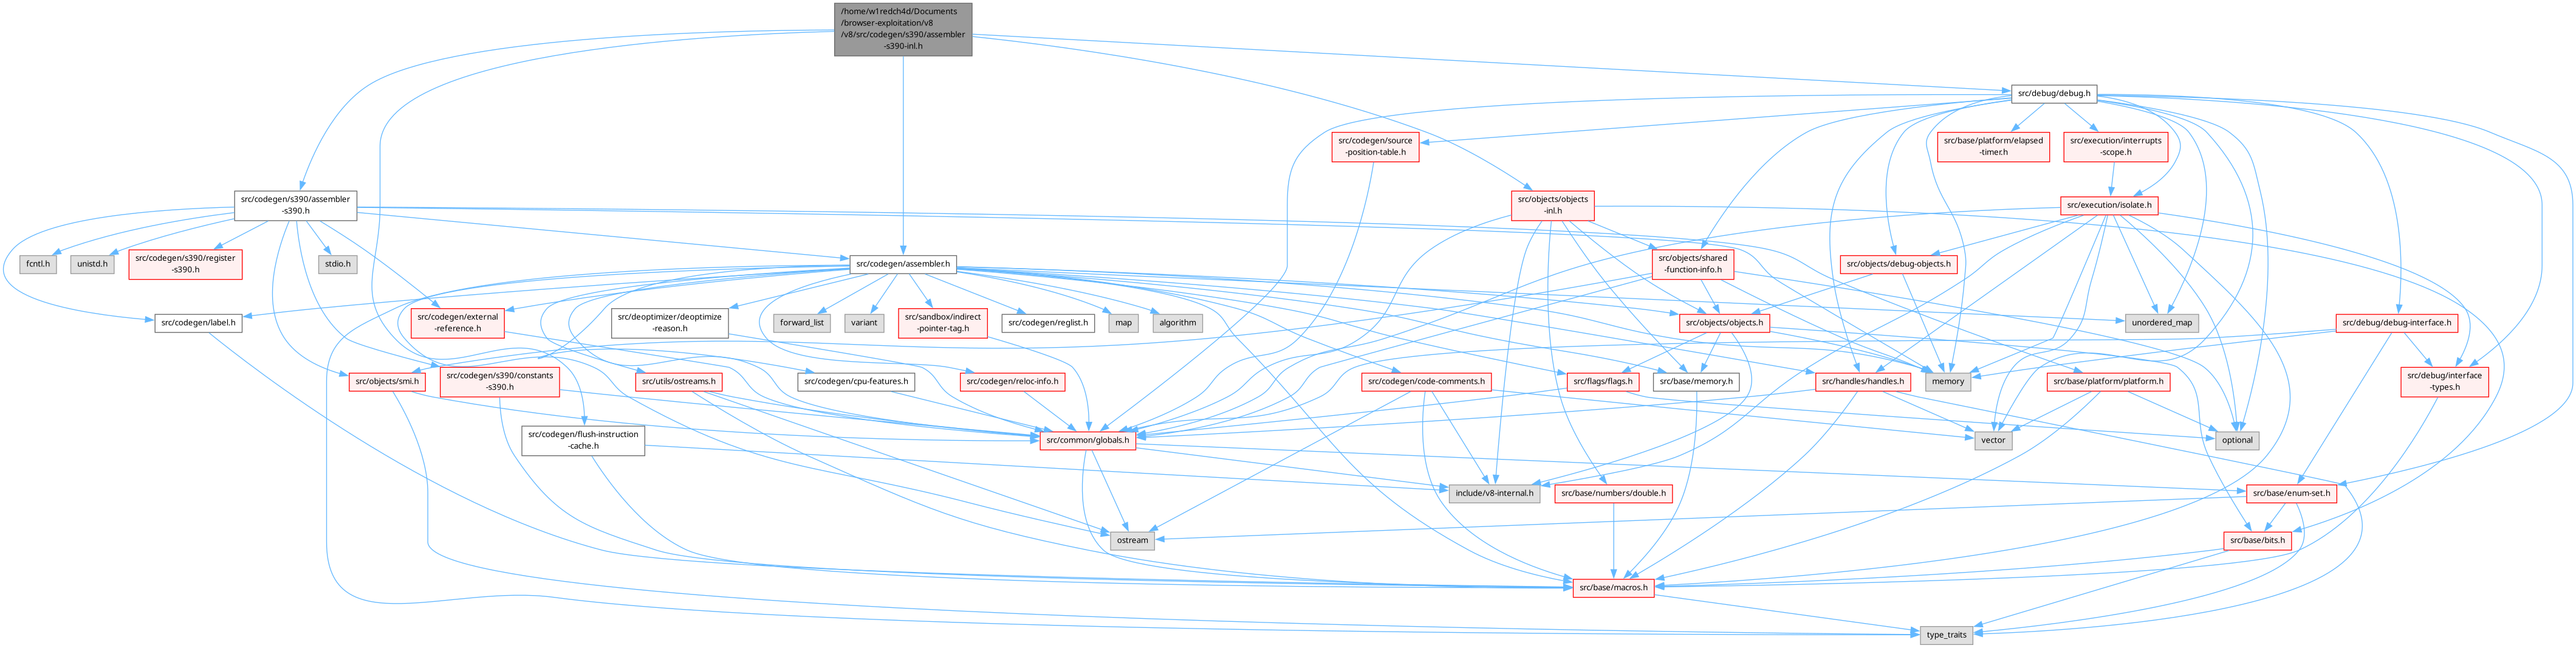 /home/w1redch4d/Documents
/browser-exploitation/v8
/v8/src/codegen/s390/assembler
-s390-inl.h
src/debug/debug.h
src/codegen/source
-position-table.h
src/base/platform/elapsed
-timer.h
src/execution/interrupts
-scope.h
src/codegen/s390/assembler
-s390.h
src/objects/objects
-inl.h
src/execution/isolate.h
fcntl.h
unistd.h
src/codegen/s390/register
-s390.h
stdio.h
src/codegen/assembler.h
src/objects/shared
-function-info.h
src/objects/debug-objects.h
src/codegen/label.h
src/codegen/external
-reference.h
src/deoptimizer/deoptimize
-reason.h
forward_list
variant
src/sandbox/indirect
-pointer-tag.h
src/codegen/reglist.h
map
algorithm
src/objects/objects.h
unordered_map
src/debug/debug-interface.h
src/objects/smi.h
src/codegen/s390/constants
-s390.h
src/utils/ostreams.h
src/codegen/cpu-features.h
src/codegen/reloc-info.h
src/codegen/code-comments.h
src/flags/flags.h
src/base/memory.h
src/handles/handles.h
memory
src/base/platform/platform.h
src/debug/interface
-types.h
src/codegen/flush-instruction
-cache.h
src/common/globals.h
vector
optional
include/v8-internal.h
src/base/numbers/double.h
src/base/enum-set.h
ostream
src/base/bits.h
src/base/macros.h
type_traits